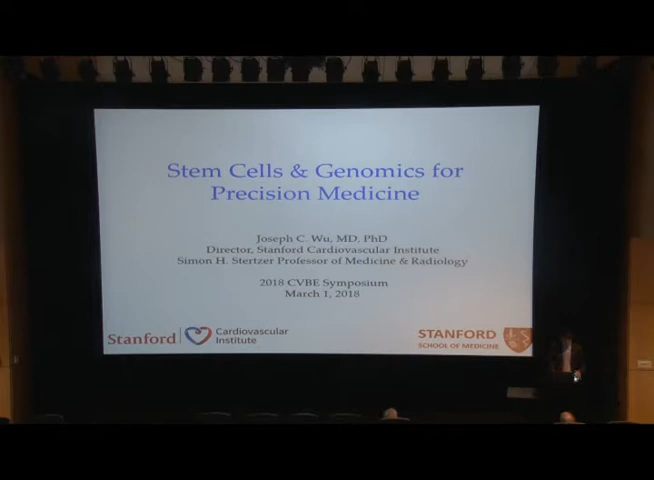 Stem Cells & Genomics for
Precision Medicine
Joseph C. Wu, MD, PhD
Director, Stanford Cardiovascular Institute
Simon H. Stertzer Professor of Medicine & Radiology
2018 CVBE Symposium
March 1, 2018
Stanford
Cardiovascular
Institute
STANFORD
SCHOOL OF MEDICINE